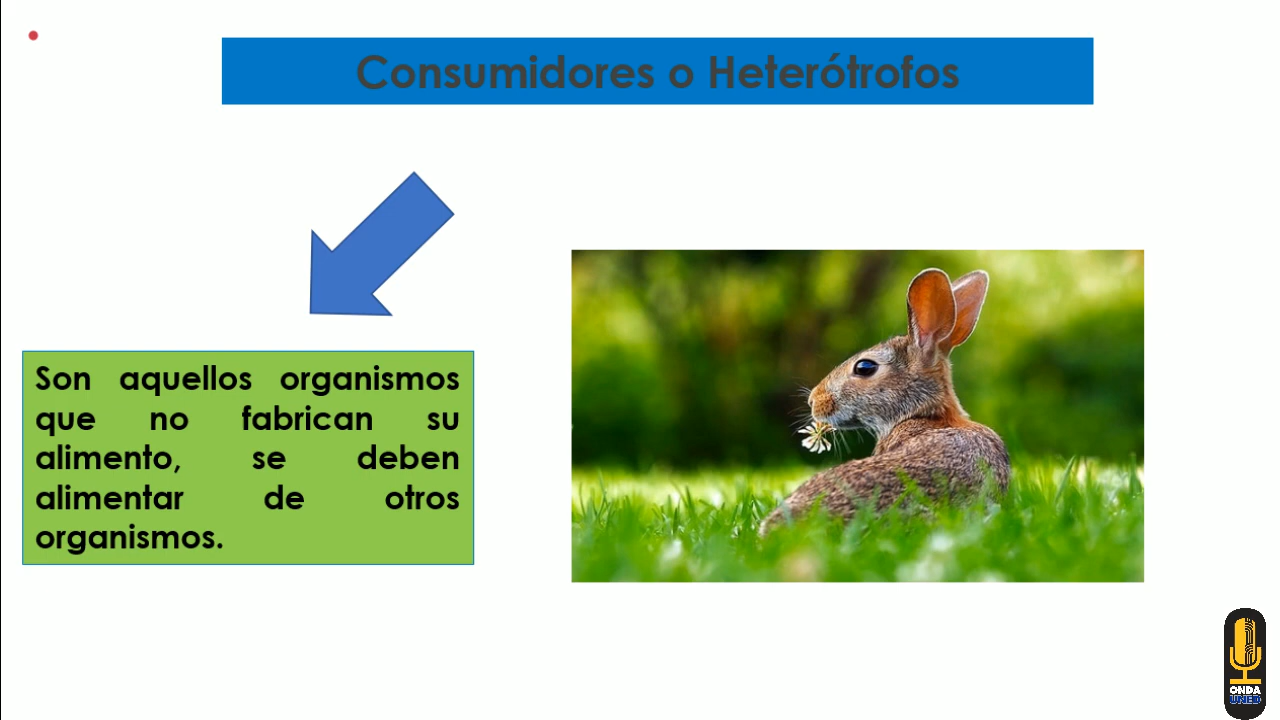 Consumidores o Heterótrofos
Son aquellos organismos
que no fabrican su
alimento, se deben
alimentar de otros
organismos.
ONDA
UNED